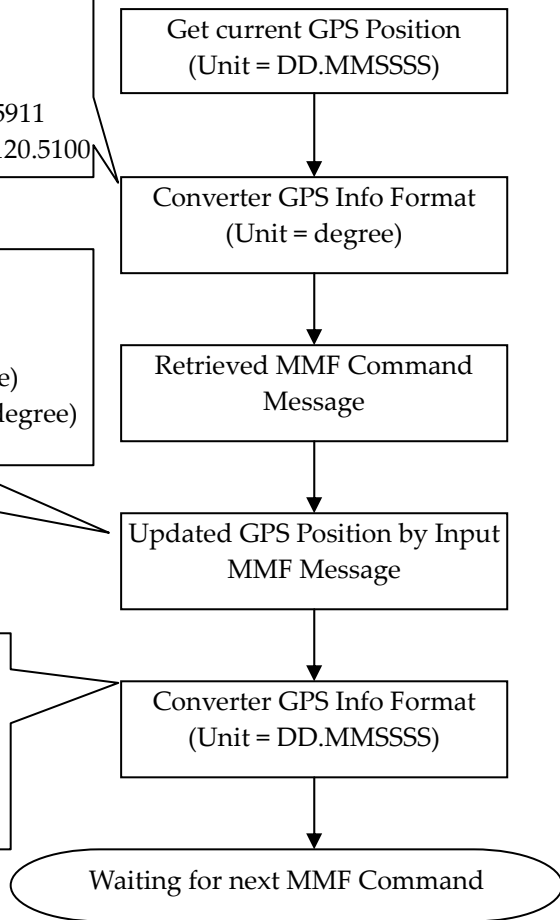 Get current GPS Position
(Unit = DD.MMSSSS)
5911
120.5100
Converter GPS Info Format
(Unit = degree)
Retrieved MMF Command
Message
degree)
Updated GPS Position by Input
MMF Message
Converter GPS Info Format
(Unit = DD.MMSSSS)
Waiting for next MMF Command